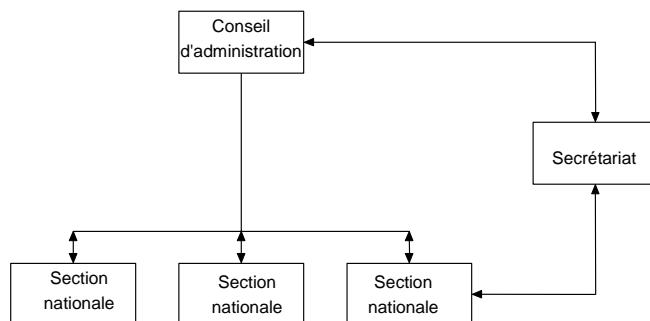 Conseil
d'administration
Secrétariat
Section
nationale
Section
nationale
Section
nationale